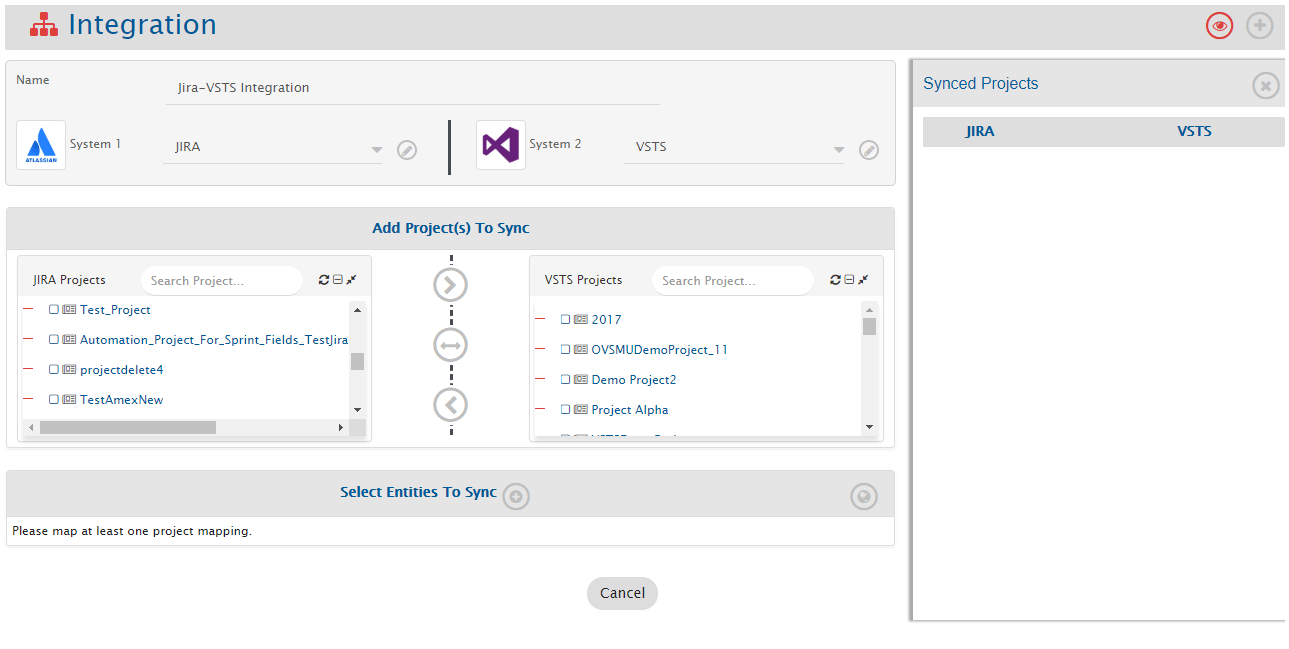 Integration
Name
Jira-VSTS Integration
ATLASSIAN
System 1
JIRA
System 2
VSTS
Add Project(s) To Sync
JIRA Projects
Search Project...
Test_Project
Automation_Project_For_Sprint_Fields_TestJira
projectdelete4
TestAmexNew
VSTS Projects
Search Project...
2017
OVSMUDemoProject_11
Demo Project2
Project Alpha
Select Entities To Sync
Please map at least one project mapping.
Cancel
Synced Projects
JIRA VSTS